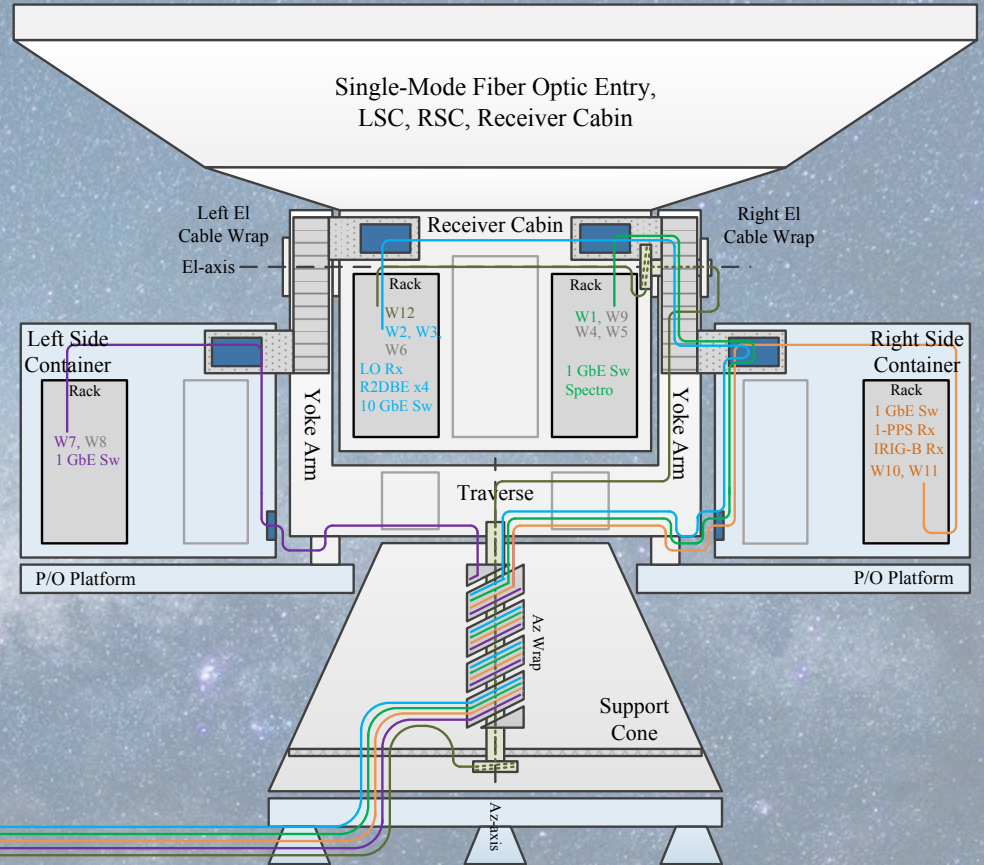 Single-Mode Fiber Optic Entry,
LSC, RSC, Receiver Cabin
Left El
Cable Wrap
Receiver Cabin
Right El
Cable Wrap
El-axis
Rack
W12
W2, W3,
W6
LO Rx
R2DBE x4
10 GbE Sw
Rack
W1, W9
W4, W5
1 GbE Sw
Spectro
Left Side
Container
Rack
W7, W8
1 GbE Sw
Right Side
Container
Rack
1 GbE Sw
1-PPS Rx
IRIG-B Rx
W10, W11
Yoke Arm
Yoke Arm
Traverse
P/O Platform
P/O Platform
Az Wrap
Support
Cone
Az-axis